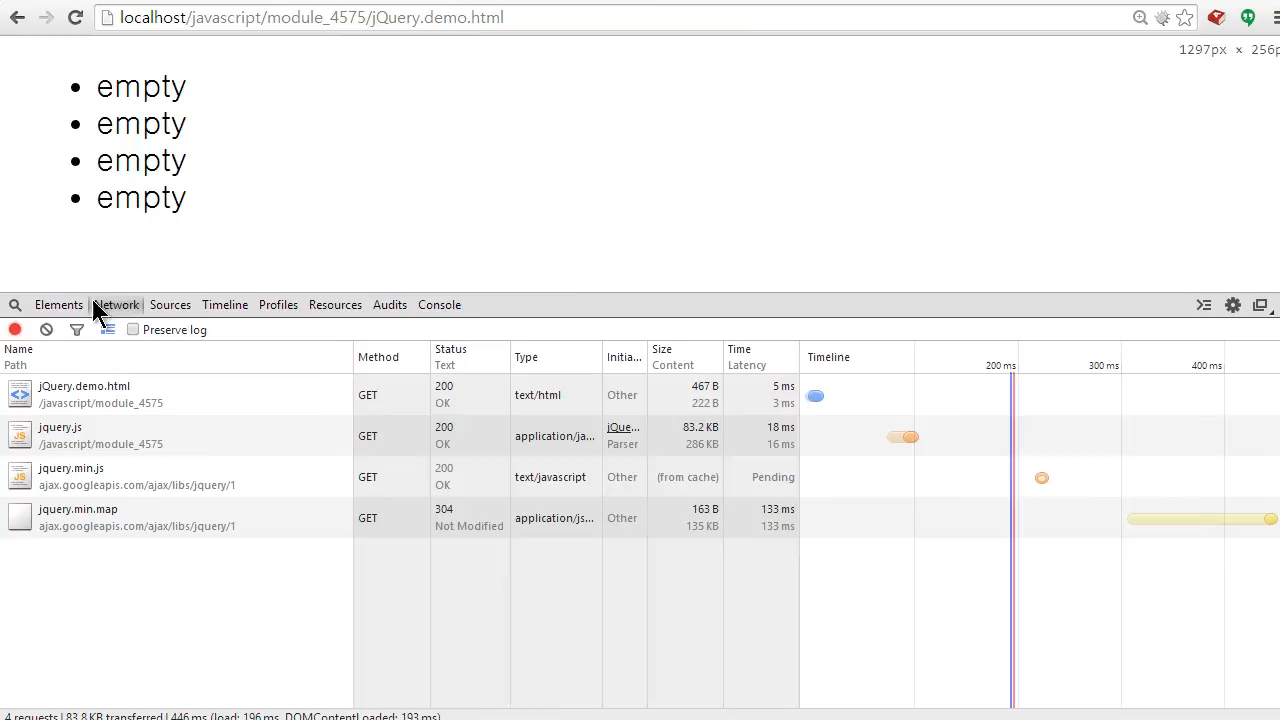 localhost/javascript/module_4575/jQuery.demo.html
1297px × 256p
empty
empty
empty
empty
Elements Network Sources Timeline Profiles Resources Audits Console
Preserve log
Name Path Method Status Text Type Initia... Size Content Time Latency Timeline 200 ms 300 ms 400 ms
jQuery.demo.html 200 467 B 5 ms
/javascript/module_4575 GET OK text/html Other 222 B 3 ms
jquery.js 200 jQue... 83.2 KB 18 ms
/javascript/module_4575 GET OK application/ja... Parser 286 KB 16 ms
jquery.min.js 200
ajax.googleapis.com/ajax/libs/jquery/1 GET OK text/javascript Other (from cache) Pending
jquery.min.map 304 163 B 133 ms
ajax.googleapis.com/ajax/libs/jquery/1 GET Not Modified application/js... Other 135 KB 133 ms
4 requests | 83.8 KB transferred | 446 ms (load: 196 ms, DOMContentLoaded: 193 ms)